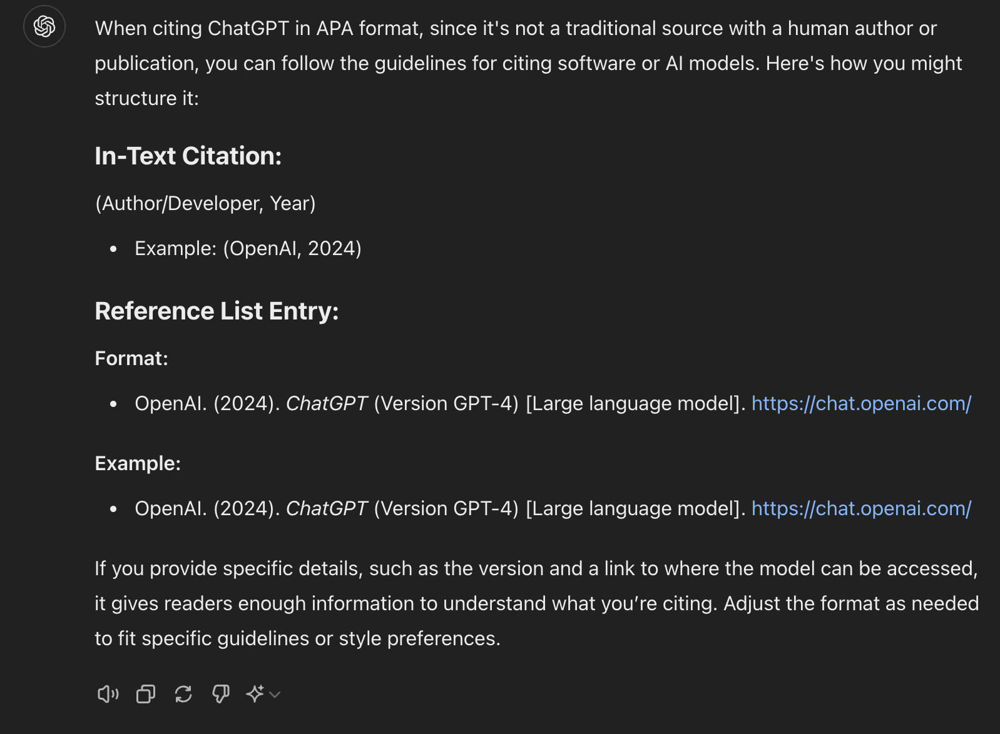 When citing ChatGPT in APA format, since it's not a traditional source with a human author or
publication, you can follow the guidelines for citing software or AI models. Here's how you might
structure it:
In-Text Citation:
(Author/Developer, Year)
• Example: (OpenAI, 2024)
Reference List Entry:
Format:
• OpenAI. (2024). ChatGPT (Version GPT-4) [Large language model]. https://chat.openai.com/
Example:
• OpenAI. (2024). ChatGPT (Version GPT-4) [Large language model]. https://chat.openai.com/
If you provide specific details, such as the version and a link to where the model can be accessed,
it gives readers enough information to understand what you’re citing. Adjust the format as needed
to fit specific guidelines or style preferences.